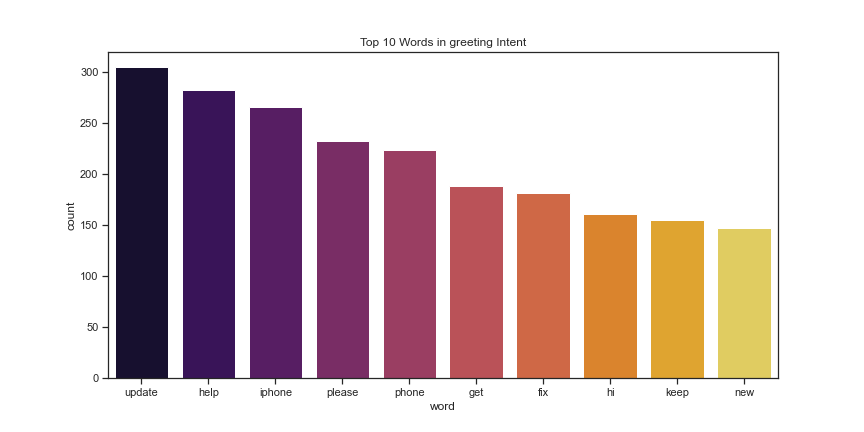 Top 10 Words in greeting Intent
300
250
200
150
100
50
0
count
update help iphone please phone get fix hi keep new
word